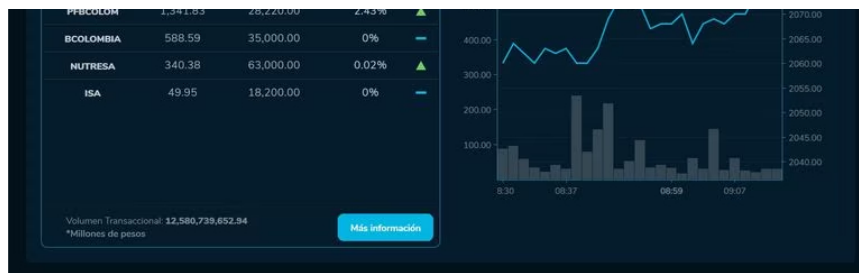 PFBCOLOM 1,341.83 28,220.00 2.43%
BCOLOMBIA 588.59 35,000.00 0%
NUTRESA 340.38 63,000.00 0.02%
ISA 49.95 18,200.00 0%
Volumen Transaccional: 12,580,739,652.94
*Millones de pesos
Más información
400.00
300.00
200.00
100.00
2070.00
2065.00
2060.00
2055.00
2050.00
2045.00
2040.00
8:30 08:37 08:59 09:07